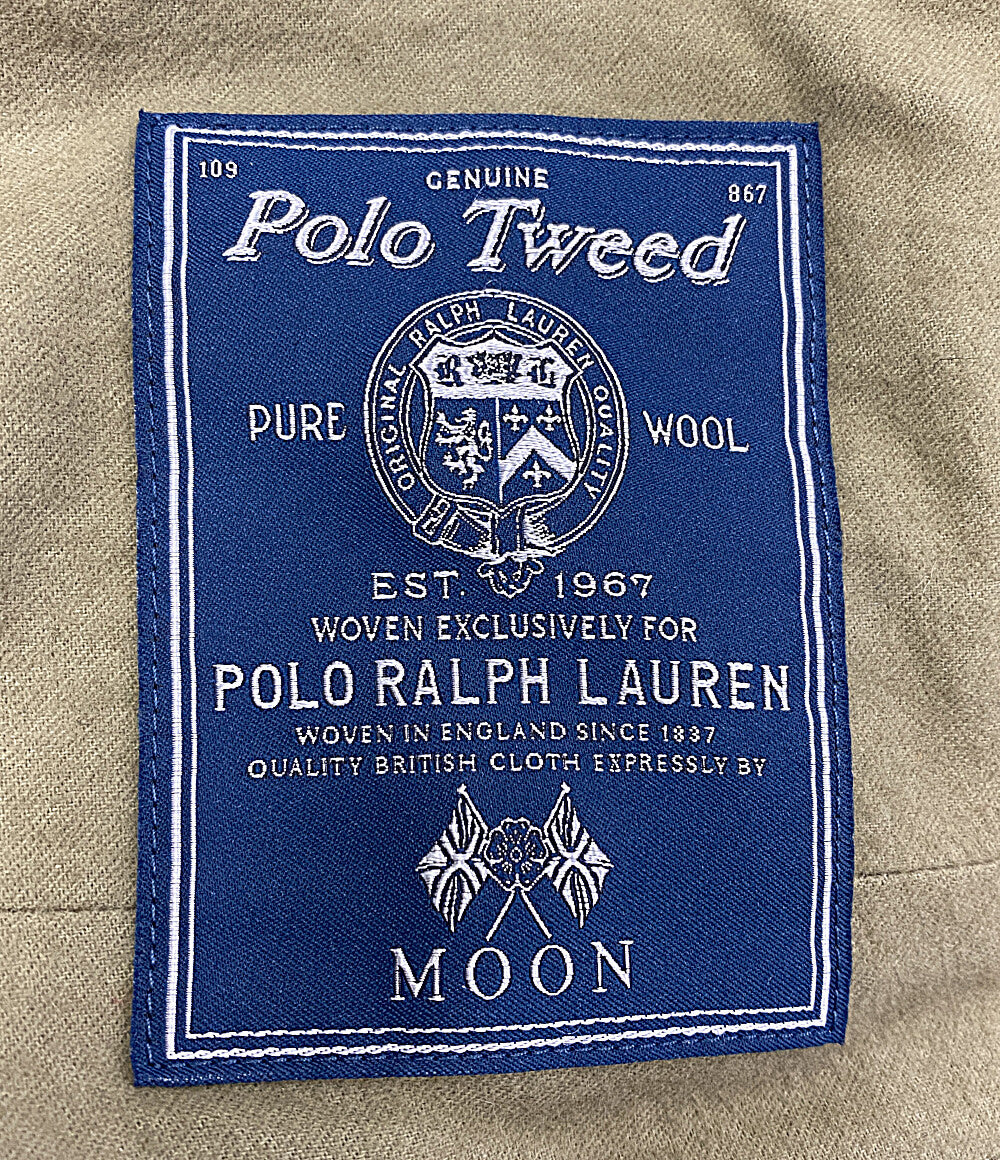 109
GENUINE
867
Polo Tweed
ORIGINAL RALPH LAUREN QUALITY
R L
PURE WOOL
EST. 1967
WOVEN EXCLUSIVELY FOR
POLO RALPH LAUREN
WOVEN IN ENGLAND SINCE 1837
QUALITY BRITISH CLOTH EXPRESSLY BY
MOON